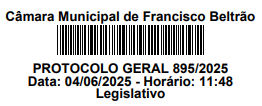 Câmara Municipal de Francisco Beltrão
PROTOCOLO GERAL 895/2025
Data: 04/06/2025 - Horário: 11:48
Legislativo